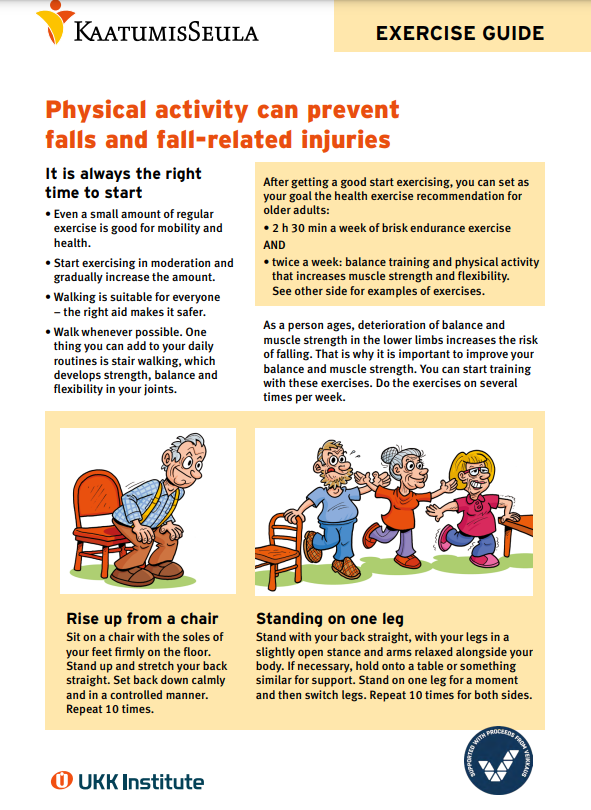 KAATUMISSEULA
EXERCISE GUIDE
Physical activity can prevent
falls and fall-related injuries
It is always the right
time to start
• Even a small amount of regular
exercise is good for mobility and
health.
• Start exercising in moderation and
gradually increase the amount.
• Walking is suitable for everyone
– the right aid makes it safer.
• Walk whenever possible. One
thing you can add to your daily
routines is stair walking, which
develops strength, balance and
flexibility in your joints.
After getting a good start exercising, you can set as
your goal the health exercise recommendation for
older adults:
• 2 h 30 min a week of brisk endurance exercise
AND
• twice a week: balance training and physical activity
that increases muscle strength and flexibility.
See other side for examples of exercises.
As a person ages, deterioration of balance and
muscle strength in the lower limbs increases the risk
of falling. That is why it is important to improve your
balance and muscle strength. You can start training
with these exercises. Do the exercises on several
times per week.
Rise up from a chair
Sit on a chair with the soles of
your feet firmly on the floor.
Stand up and stretch your back
straight. Set back down calmly
and in a controlled manner.
Repeat 10 times.
Standing on one leg
Stand with your back straight, with your legs in a
slightly open stance and arms relaxed alongside your
body. If necessary, hold onto a table or something
similar for support. Stand on one leg for a moment
and then switch legs. Repeat 10 times for both sides.
UKK Institute
SUPPORTED WITH PROCEEDS FROM VEIKKAUS